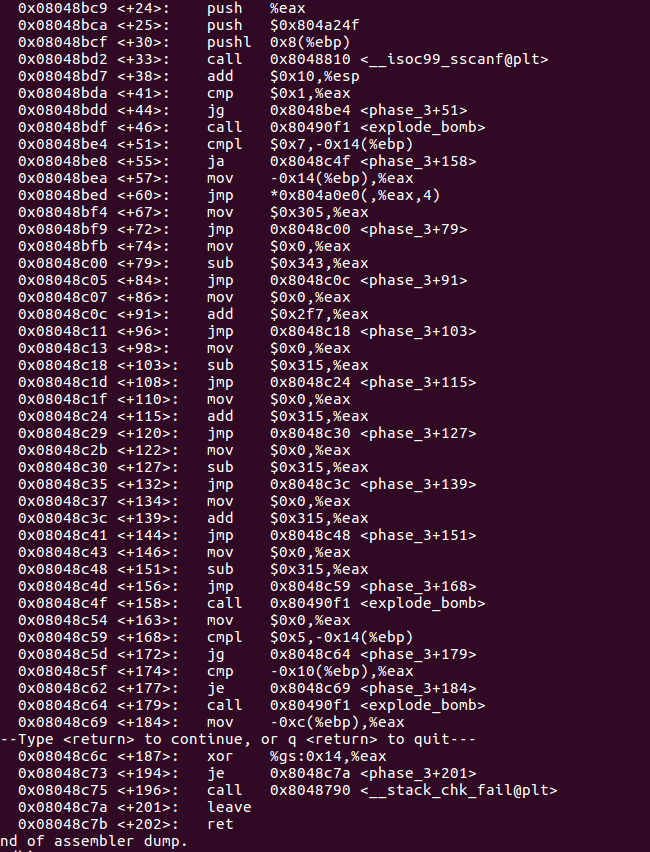 0x08048bc9 <+24>: push %eax
0x08048bca <+25>: push $0x804a24f
0x08048bcf <+30>: pushl 0x8(%ebp)
0x08048bd2 <+33>: call 0x8048810 <__isoc99_sscanf@plt>
0x08048bd7 <+38>: add $0x10,%esp
0x08048bda <+41>: cmp $0x1,%eax
0x08048bdd <+44>: jg 0x8048be4 <phase_3+51>
0x08048bdf <+46>: call 0x80490f1 <explode_bomb>
0x08048be4 <+51>: cmpl $0x7,-0x14(%ebp)
0x08048be8 <+55>: ja 0x8048c4f <phase_3+158>
0x08048bea <+57>: mov -0x14(%ebp),%eax
0x08048bed <+60>: jmp *0x804a0e0(,%eax,4)
0x08048bf4 <+67>: mov $0x305,%eax
0x08048bf9 <+72>: jmp 0x8048c00 <phase_3+79>
0x08048bfb <+74>: mov $0x0,%eax
0x08048c00 <+79>: sub $0x343,%eax
0x08048c05 <+84>: jmp 0x8048c0c <phase_3+91>
0x08048c07 <+86>: mov $0x0,%eax
0x08048c0c <+91>: add $0x2f7,%eax
0x08048c11 <+96>: jmp 0x8048c18 <phase_3+103>
0x08048c13 <+98>: mov $0x0,%eax
0x08048c18 <+103>: sub $0x315,%eax
0x08048c1d <+108>: jmp 0x8048c24 <phase_3+115>
0x08048c1f <+110>: mov $0x0,%eax
0x08048c24 <+115>: add $0x315,%eax
0x08048c29 <+120>: jmp 0x8048c30 <phase_3+127>
0x08048c2b <+122>: mov $0x0,%eax
0x08048c30 <+127>: sub $0x315,%eax
0x08048c35 <+132>: jmp 0x8048c3c <phase_3+139>
0x08048c37 <+134>: mov $0x0,%eax
0x08048c3c <+139>: add $0x315,%eax
0x08048c41 <+144>: jmp 0x8048c48 <phase_3+151>
0x08048c43 <+146>: mov $0x0,%eax
0x08048c48 <+151>: sub $0x315,%eax
0x08048c4d <+156>: jmp 0x8048c59 <phase_3+168>
0x08048c4f <+158>: call 0x80490f1 <explode_bomb>
0x08048c54 <+163>: mov $0x0,%eax
0x08048c59 <+168>: cmpl $0x5,-0x14(%ebp)
0x08048c5d <+172>: jg 0x8048c64 <phase_3+179>
0x08048c5f <+174>: cmp -0x10(%ebp),%eax
0x08048c62 <+177>: je 0x8048c69 <phase_3+184>
0x08048c64 <+179>: call 0x80490f1 <explode_bomb>
0x08048c69 <+184>: mov -0xc(%ebp),%eax
--Type <return> to continue, or q <return> to quit---
0x08048c6c <+187>: xor %gs:0x14,%eax
0x08048c73 <+194>: je 0x8048c7a <phase_3+201>
0x08048c75 <+196>: call 0x8048790 <__stack_chk_fail@plt>
0x08048c7a <+201>: leave
0x08048c7b <+202>: ret
nd of assembler dump.